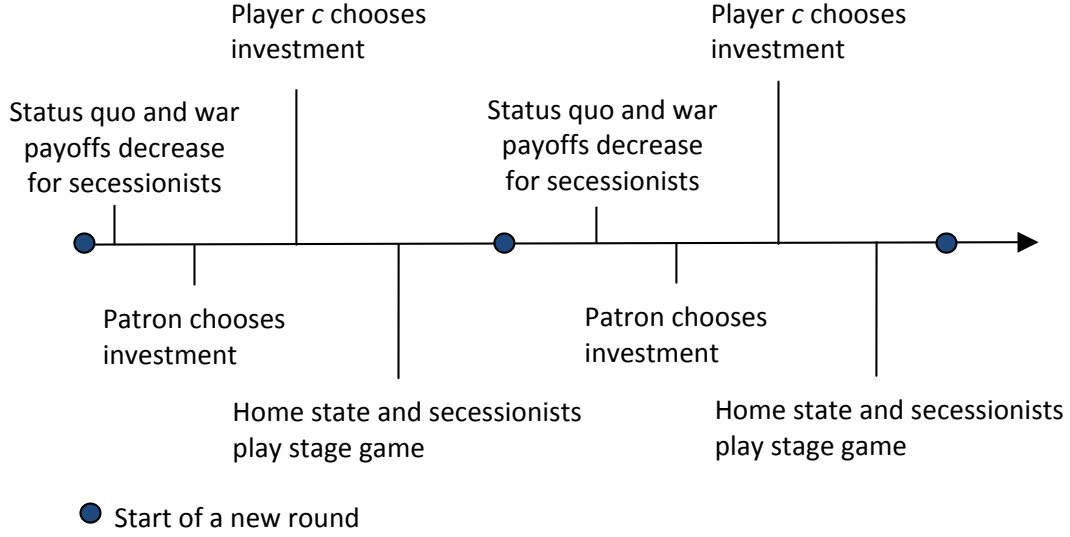 Player c chooses
investment
Player c chooses
investment
Status quo and war
payoffs decrease
for secessionists
Status quo and war
payoffs decrease
for secessionists
Patron chooses
investment
Patron chooses
investment
Home state and secessionists
play stage game
Home state and secessionists
play stage game
Start of a new round